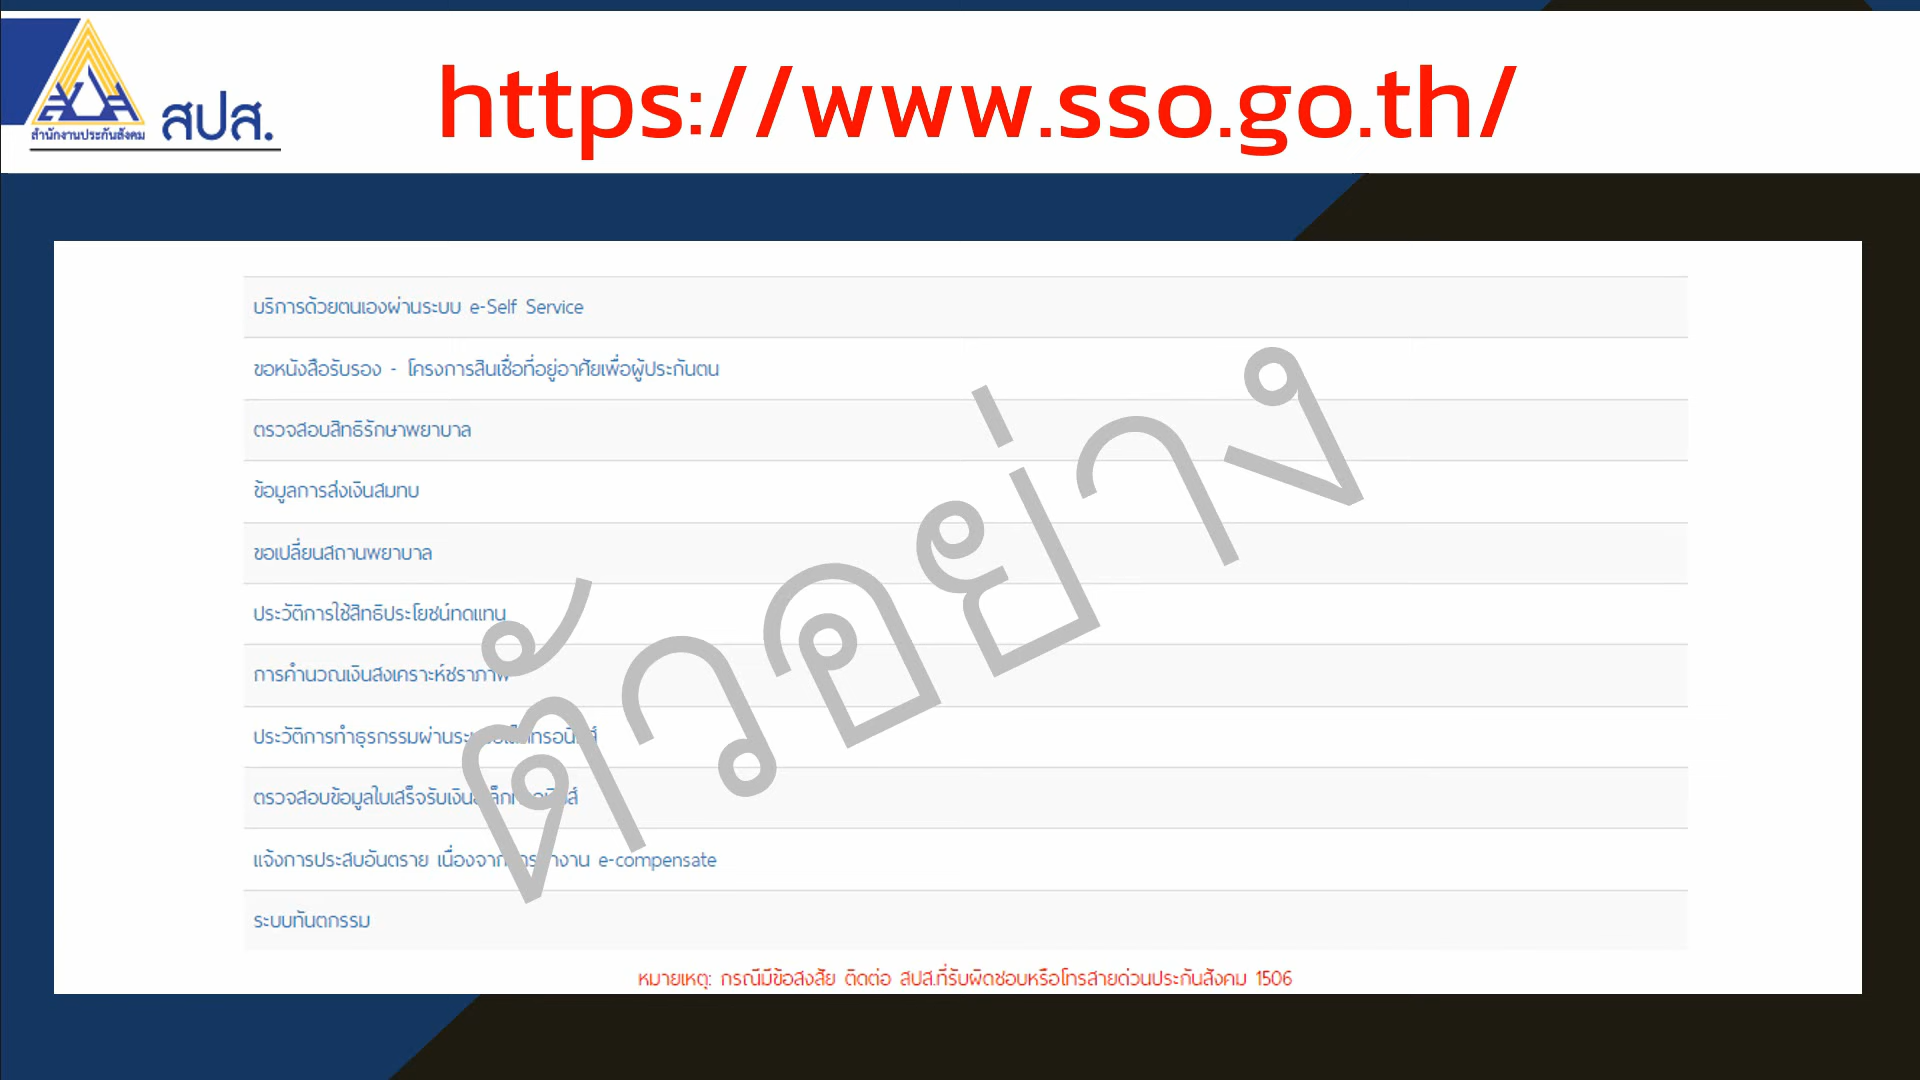 สำนักงานประกันสังคม
สปส.
https://www.sso.go.th/
บริการด้วยตนเองผ่านระบบ e-Self Service
ขอหนังสือรับรอง - โครงการสินเชื่อที่อยู่อาศัยเพื่อผู้ประกันตน
ตรวจสอบสิทธิรักษาพยาบาล
ข้อมูลการส่งเงินสมทบ
ขอเปลี่ยนสถานพยาบาล
ประวัติการใช้สิทธิประโยชน์ทดแทน
การคำนวณเงินสงเคราะห์ชราภาพ
ประวัติการทำธุรกรรมผ่านระบบอิเล็กทรอนิกส์
ตรวจสอบข้อมูลใบเสร็จรับเงินอิเล็กทรอนิกส์
แจ้งการประสบอันตราย เนื่องจากการทำงาน e-compensate
ระบบทันตกรรม
ตัวอย่าง
หมายเหตุ: กรณีมีข้อสงสัย ติดต่อ สปส.ที่รับผิดชอบหรือโทรสายด่วนประกันสังคม 1506